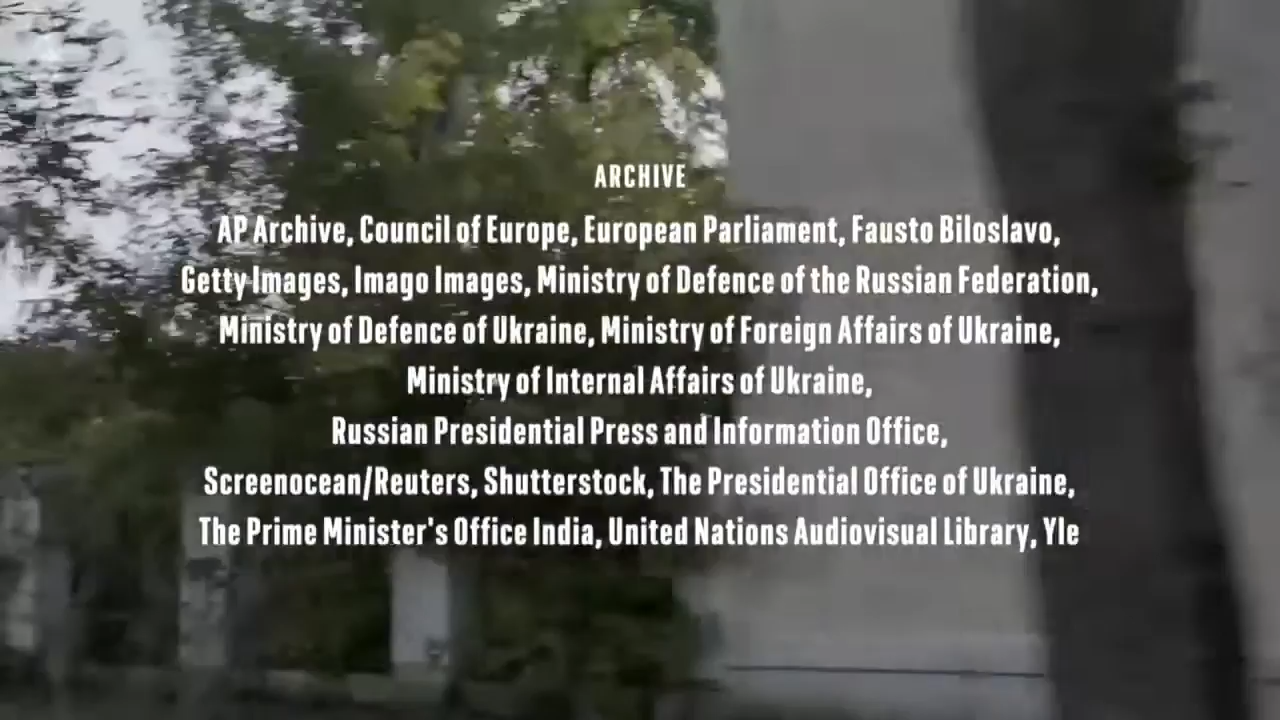 ARCHIVE
AP Archive, Council of Europe, European Parliament, Fausto Biloslavo,
Getty Images, Imago Images, Ministry of Defence of the Russian Federation,
Ministry of Defence of Ukraine, Ministry of Foreign Affairs of Ukraine,
Ministry of Internal Affairs of Ukraine,
Russian Presidential Press and Information Office,
Screenocean/Reuters, Shutterstock, The Presidential Office of Ukraine,
The Prime Minister's Office India, United Nations Audiovisual Library, Yle